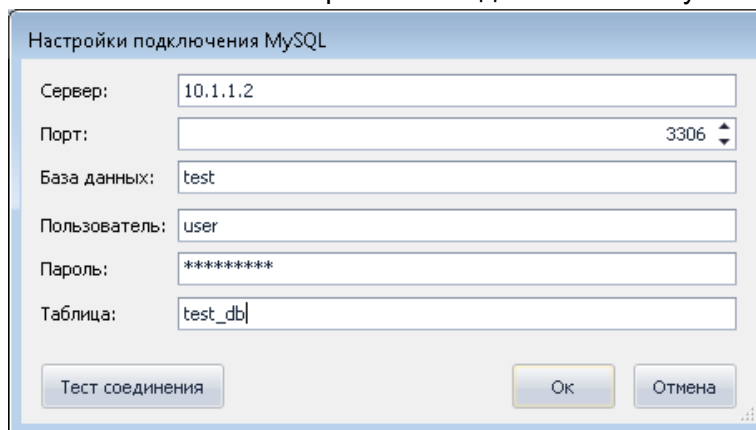 Настройки подключения MySQL
Сервер: 10.1.1.2
Порт: 3306
База данных: test
Пользователь: user
Пароль: *********
Таблица: test_db
Тест соединения Ок Отмена